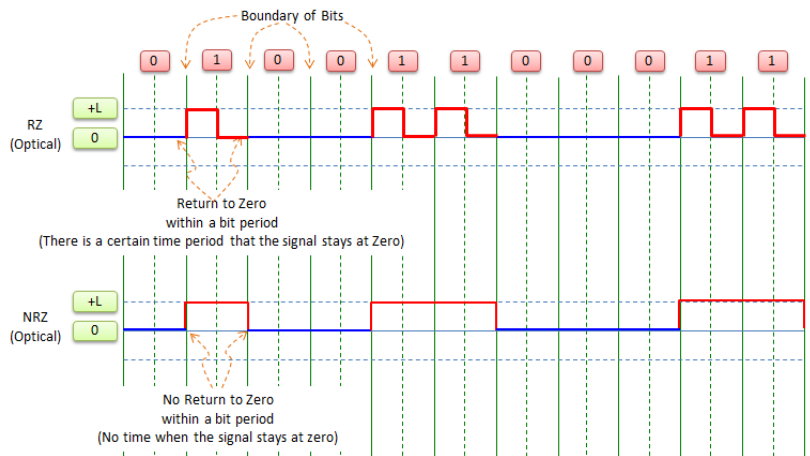 Boundary of Bits
0 1 0 0 1 1 0 0 0 1 1
+L
RZ
(Optical)
0
Return to Zero
within a bit period
(There is a certain time period that the signal stays at Zero)
+L
NRZ
(Optical)
0
No Return to Zero
within a bit period
(No time when the signal stays at zero)